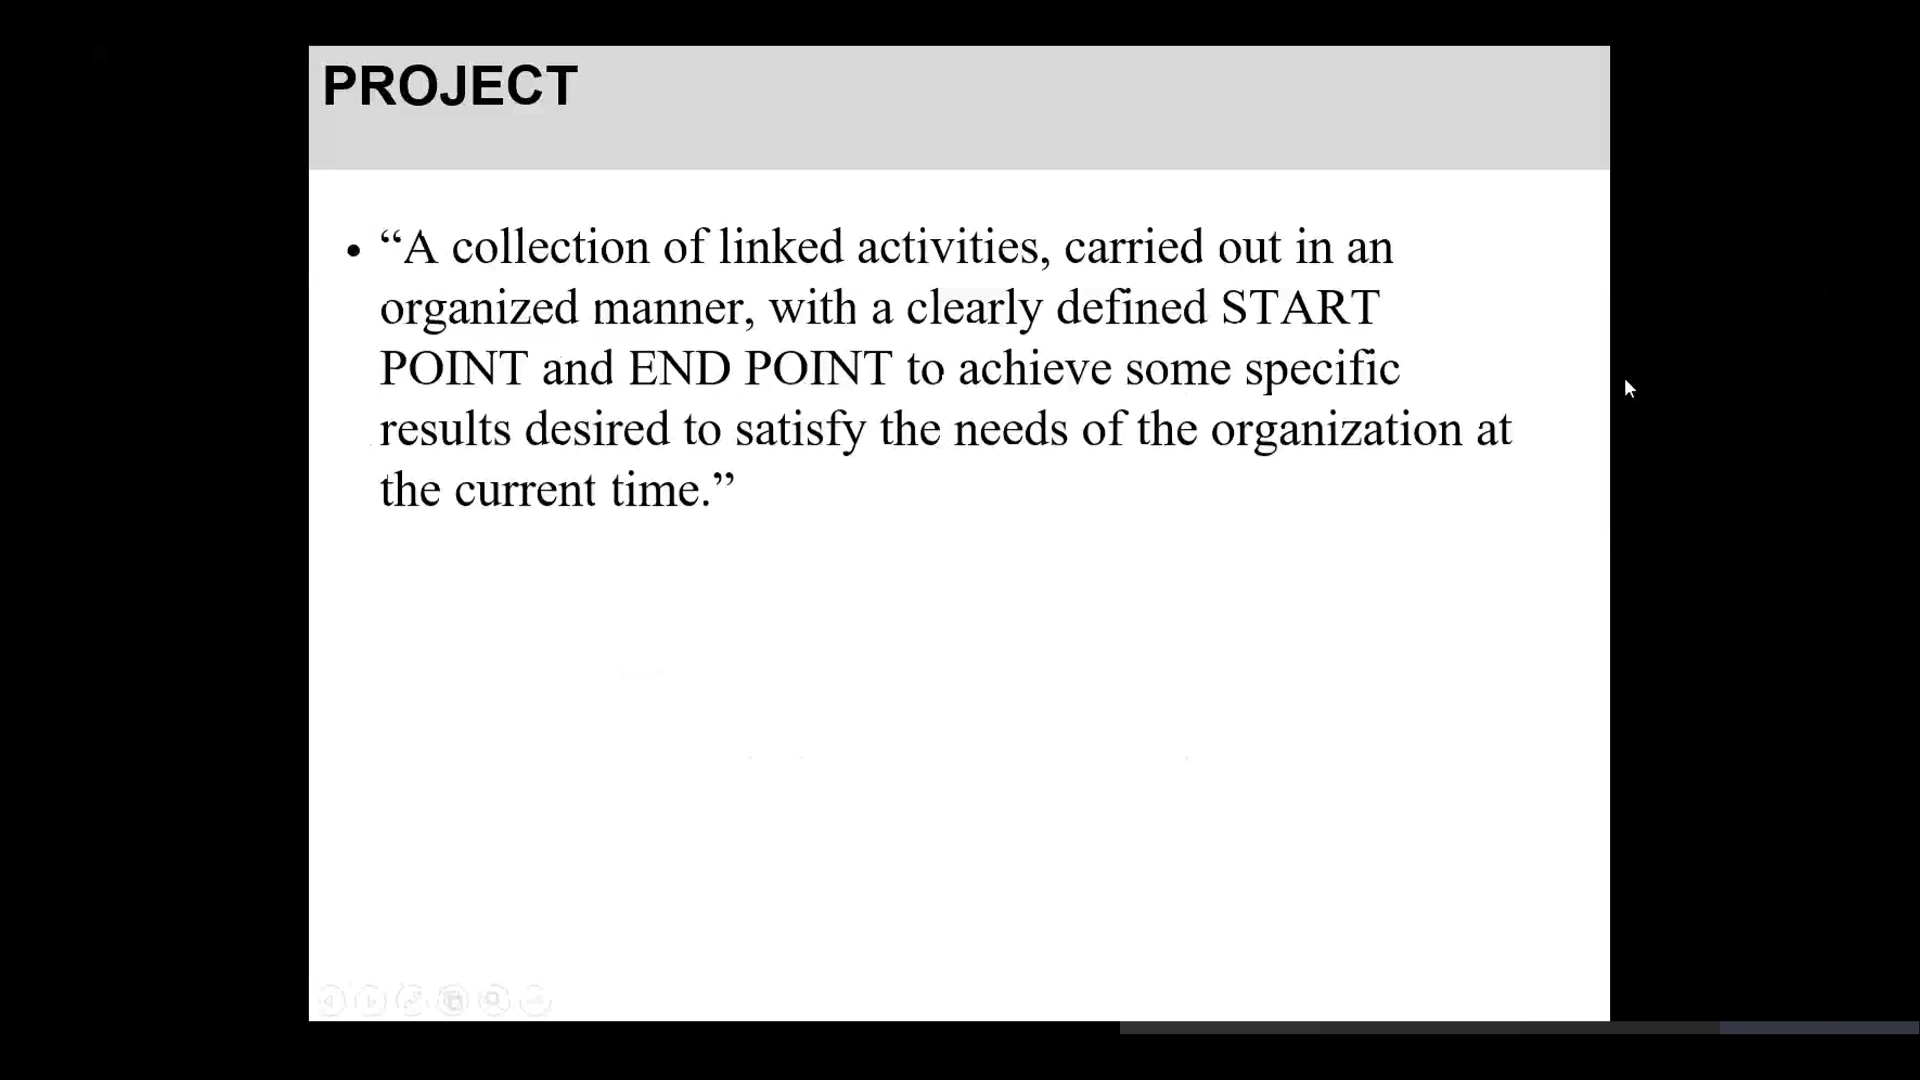 PROJECT
• “A collection of linked activities, carried out in an
organized manner, with a clearly defined START
POINT and END POINT to achieve some specific
results desired to satisfy the needs of the organization at
the current time.”